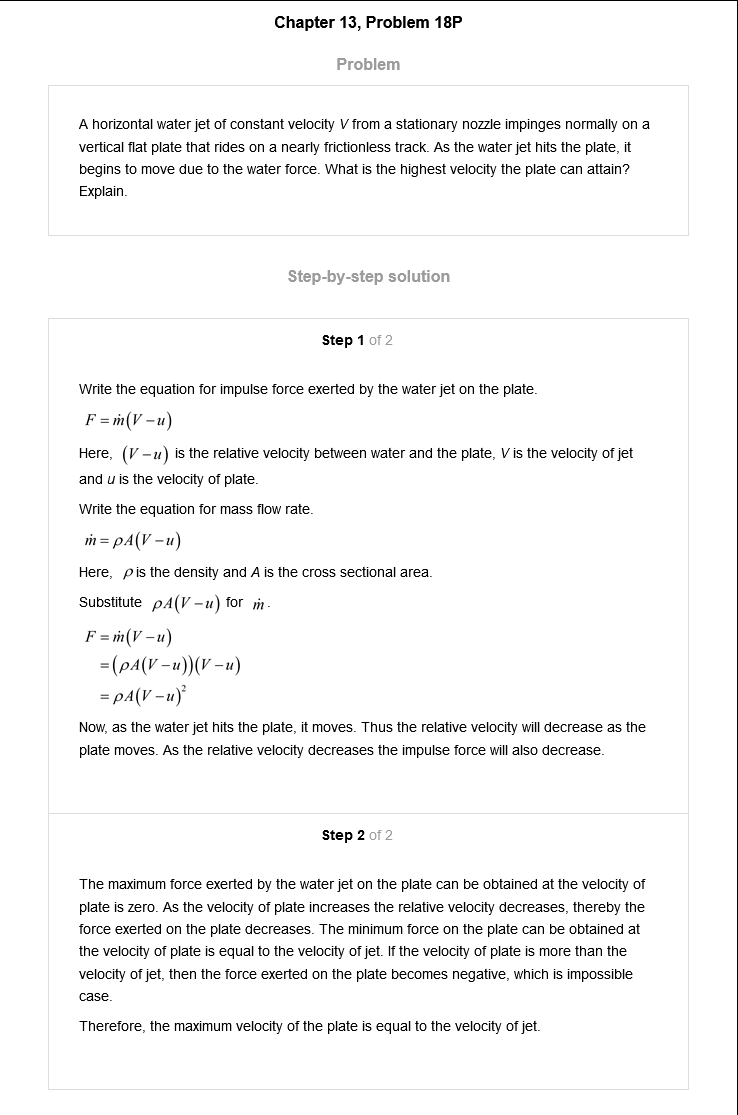 Chapter 13, Problem 18P
Problem
A horizontal water jet of constant velocity V from a stationary nozzle impinges normally on a
vertical flat plate that rides on a nearly frictionless track. As the water jet hits the plate, it
begins to move due to the water force. What is the highest velocity the plate can attain?
Explain.
Step-by-step solution
Step 1 of 2
Write the equation for impulse force exerted by the water jet on the plate.
F = ṁ(V − u)
Here, (V − u) is the relative velocity between water and the plate, V is the velocity of jet
and u is the velocity of plate.
Write the equation for mass flow rate.
ṁ = ρA(V − u)
Here, ρ is the density and A is the cross sectional area.
Substitute ρA(V − u) for ṁ.
F = ṁ(V − u)
= (ρA(V − u))(V − u)
= ρA(V − u)²
Now, as the water jet hits the plate, it moves. Thus the relative velocity will decrease as the
plate moves. As the relative velocity decreases the impulse force will also decrease.
Step 2 of 2
The maximum force exerted by the water jet on the plate can be obtained at the velocity of
plate is zero. As the velocity of plate increases the relative velocity decreases, thereby the
force exerted on the plate decreases. The minimum force on the plate can be obtained at
the velocity of plate is equal to the velocity of jet. If the velocity of plate is more than the
velocity of jet, then the force exerted on the plate becomes negative, which is impossible
case.
Therefore, the maximum velocity of the plate is equal to the velocity of jet.